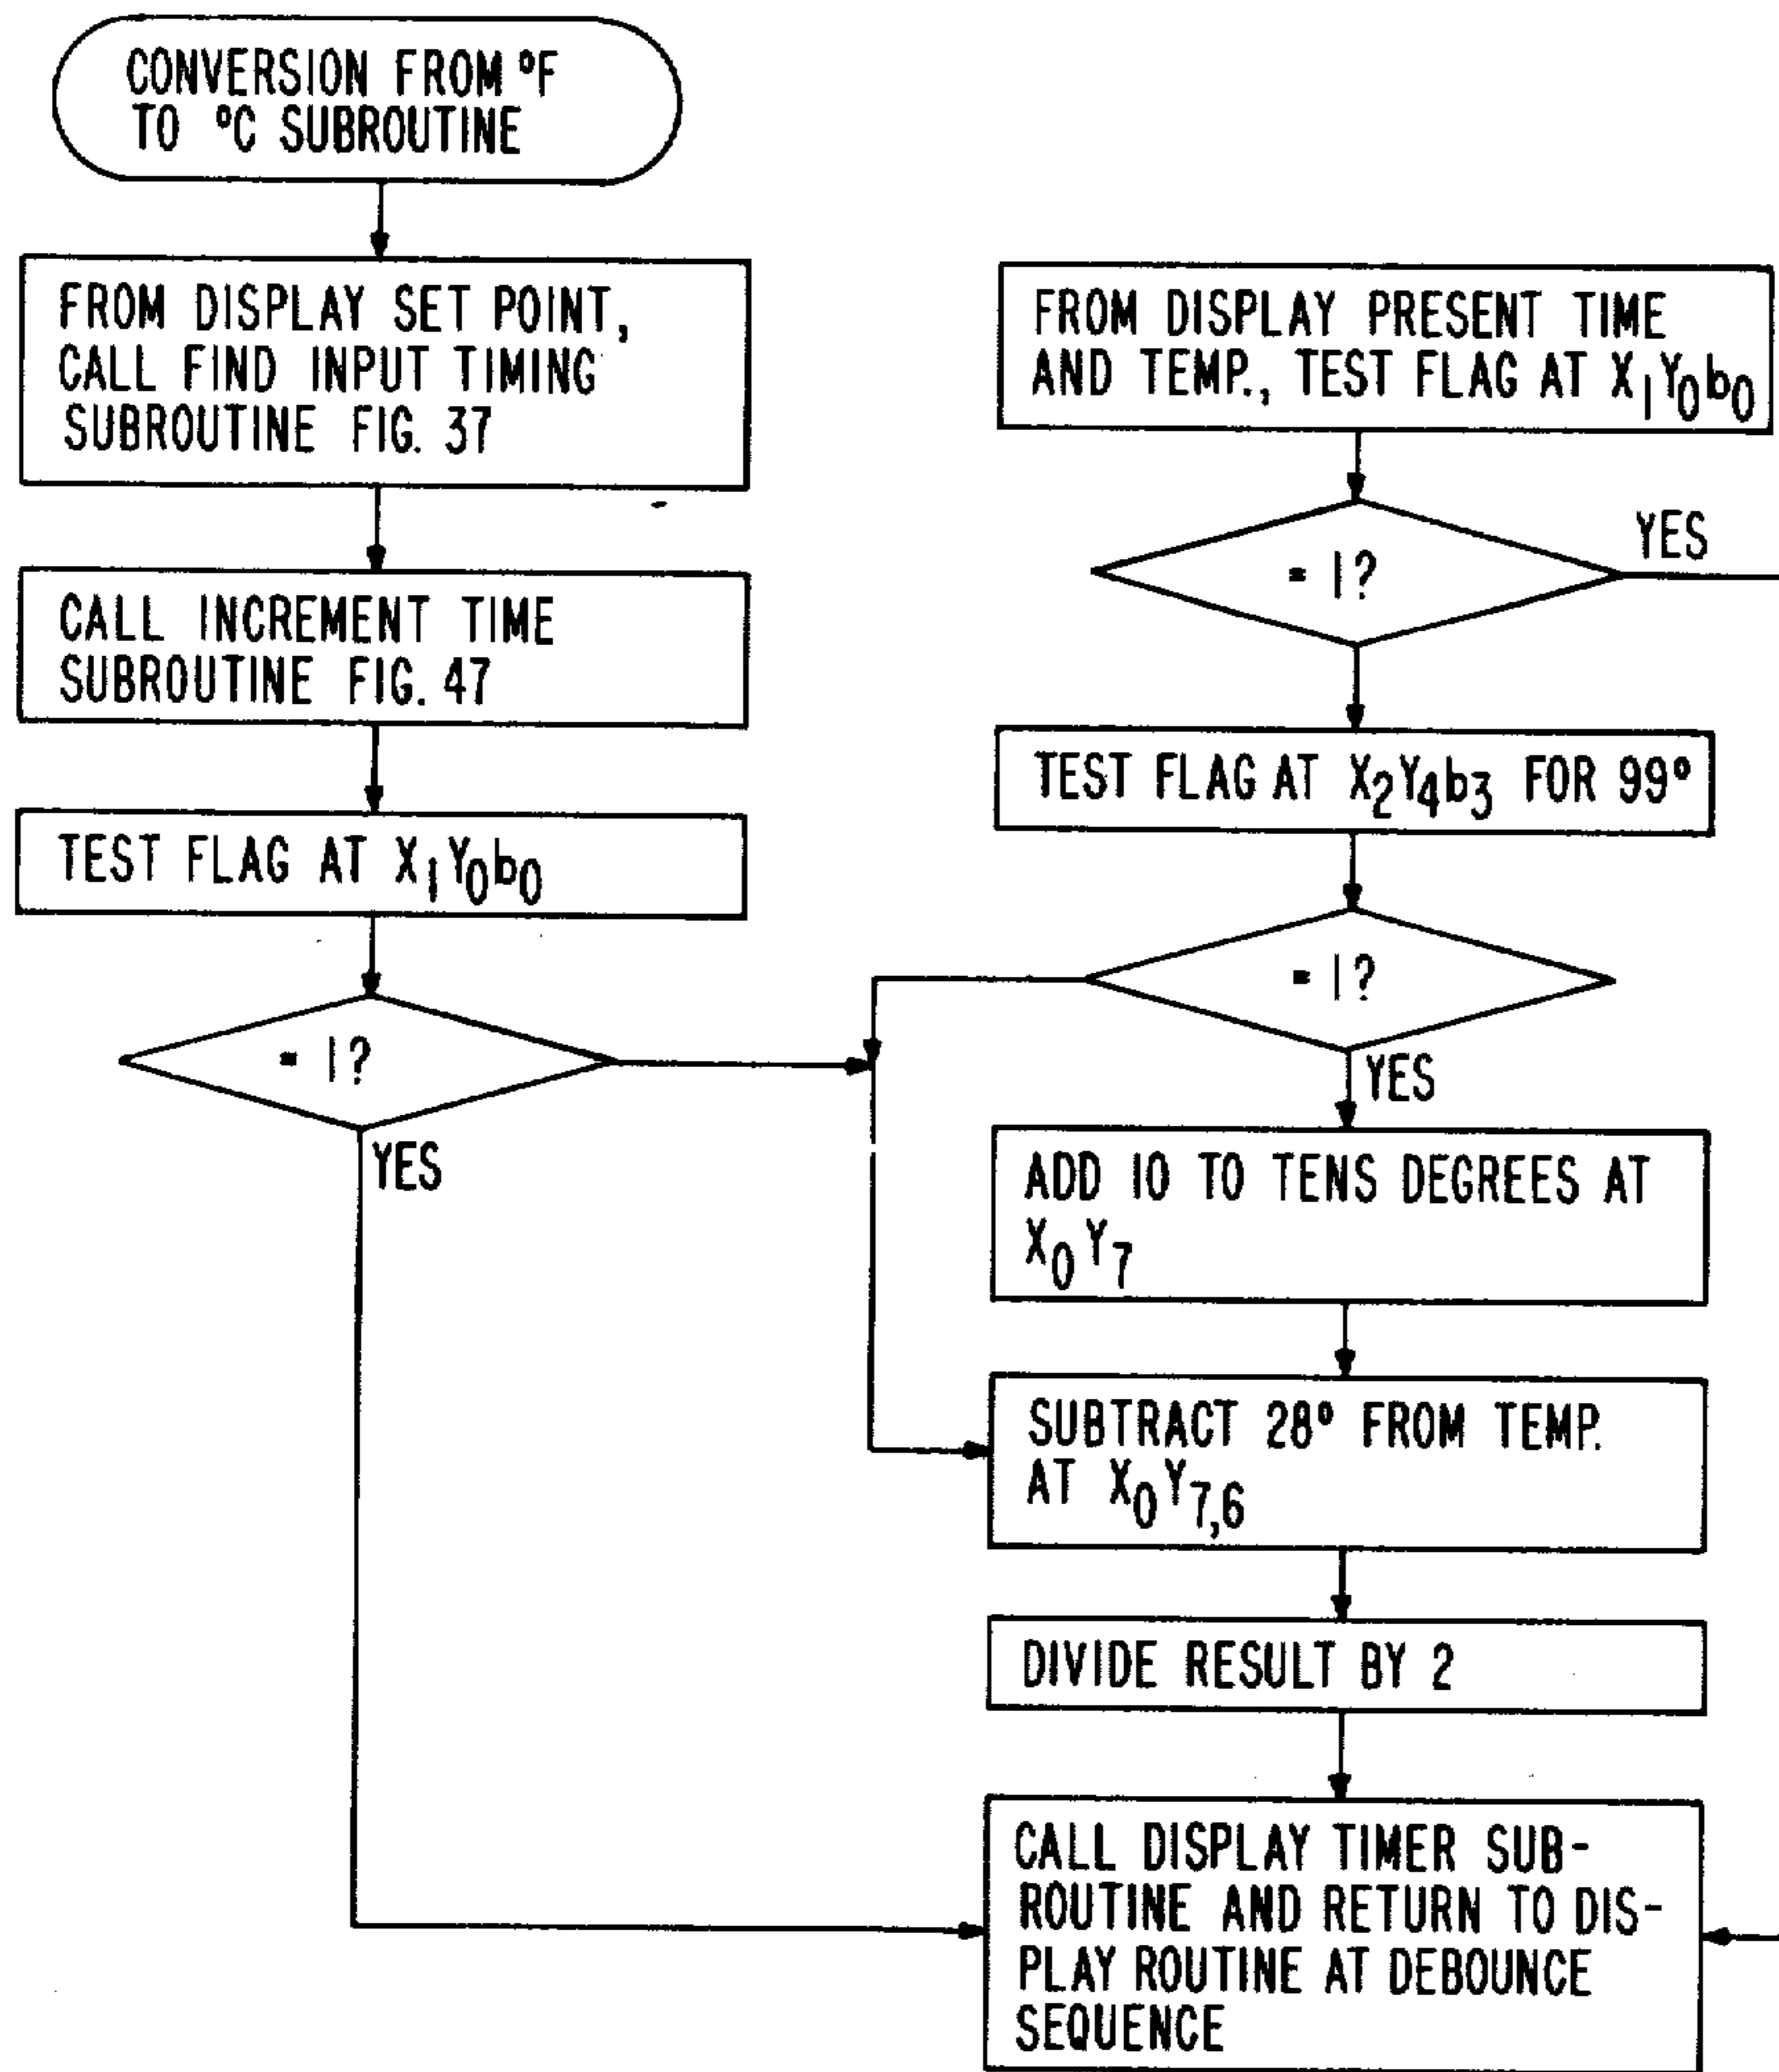 CONVERSION FROM °F
TO °C SUBROUTINE
FROM DISPLAY SET POINT,
CALL FIND INPUT TIMING
SUBROUTINE FIG. 37
CALL INCREMENT TIME
SUBROUTINE FIG. 47
TEST FLAG AT X₁Y₀b₀
= 1?
YES
FROM DISPLAY PRESENT TIME
AND TEMP., TEST FLAG AT X₁Y₀b₀
= 1?
YES
TEST FLAG AT X₂Y₄b₃ FOR 99°
= 1?
YES
ADD 10 TO TENS DEGREES AT
X₀Y₇
SUBTRACT 28° FROM TEMP.
AT X₀Y₇,₆
DIVIDE RESULT BY 2
CALL DISPLAY TIMER SUB-
ROUTINE AND RETURN TO DIS-
PLAY ROUTINE AT DEBOUNCE
SEQUENCE